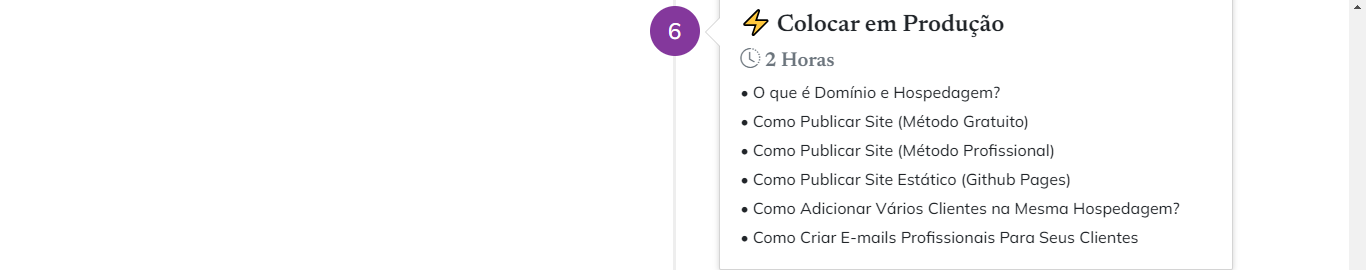 6
⚡ Colocar em Produção
2 Horas
• O que é Domínio e Hospedagem?
• Como Publicar Site (Método Gratuito)
• Como Publicar Site (Método Profissional)
• Como Publicar Site Estático (Github Pages)
• Como Adicionar Vários Clientes na Mesma Hospedagem?
• Como Criar E-mails Profissionais Para Seus Clientes